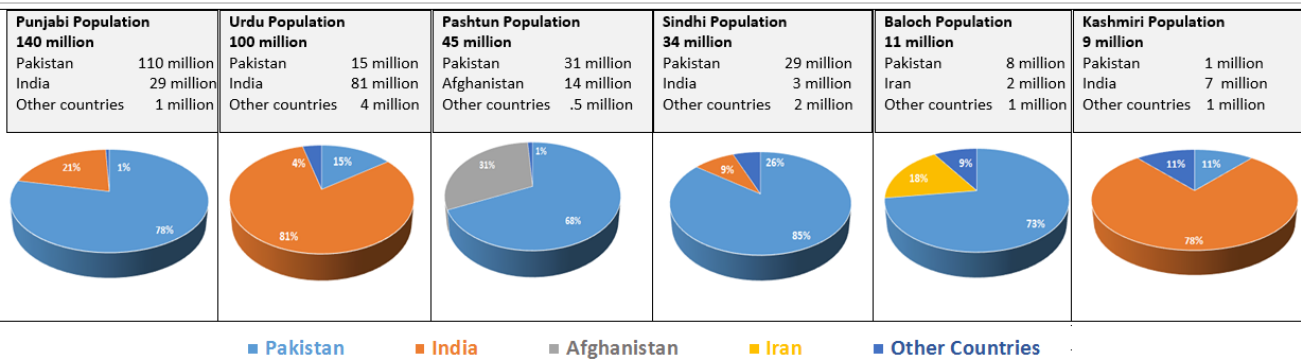 Punjabi Population
140 million
Pakistan 110 million
India 29 million
Other countries 1 million
Urdu Population
100 million
Pakistan 15 million
India 81 million
Other countries 4 million
Pashtun Population
45 million
Pakistan 31 million
Afghanistan 14 million
Other countries .5 million
Sindhi Population
34 million
Pakistan 29 million
India 3 million
Other countries 2 million
Baloch Population
11 million
Pakistan 8 million
Iran 2 million
Other countries 1 million
Kashmiri Population
9 million
Pakistan 1 million
India 7 million
Other countries 1 million
21% 1%
78%
4% 15%
81%
31% 1%
68%
9% 26%
85%
18% 9%
73%
11% 11%
78%
Pakistan India Afghanistan Iran Other Countries